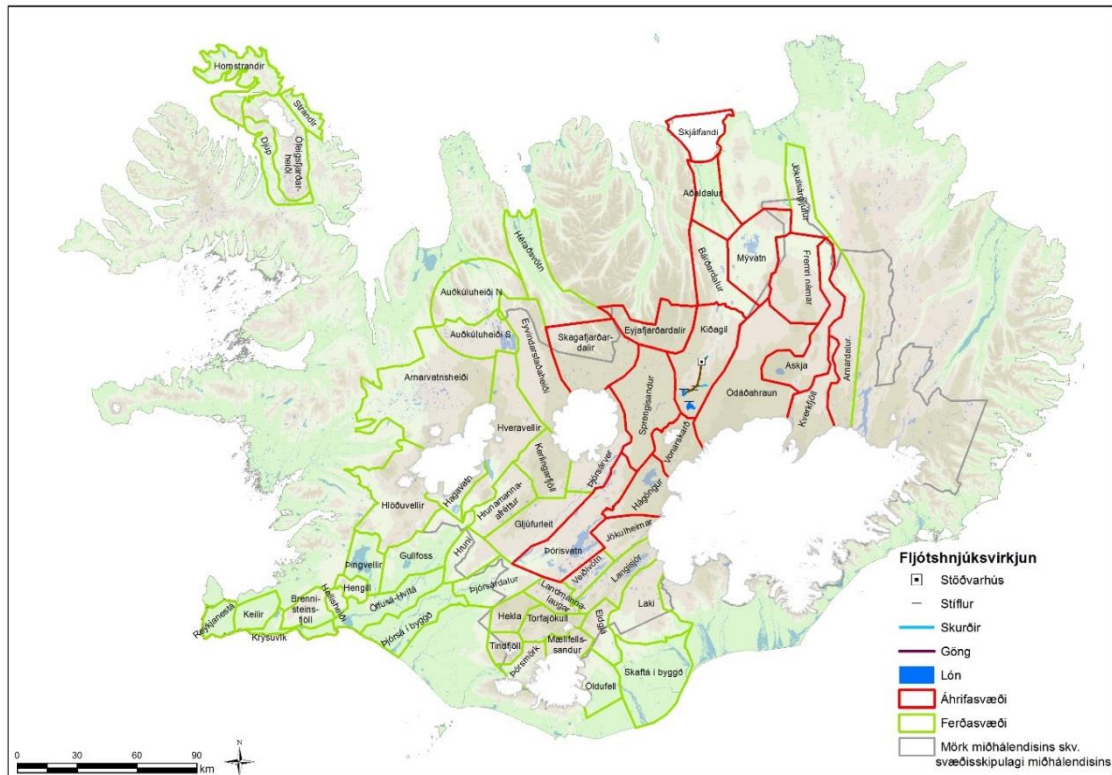 Hornstrandir
Strandir
Djúp
Ófeigsfjarðar-
heiði
Skjálfandi
Aðaldalur
Jökulsárgljúfur
Héraðsvötn
Bárðardalur
Mývatn
Fremri námar
Auðkúluheiði N
Auðkúluheiði S
Eyvindarstaðaheiði
Skagafjarðar-
dalir
Eyjafjarðardalir
Kiðagil
Arnarvatnsheiði
Askja
Arnardalur
Ódáðahraun
Sprengisandur
Kverkfjöll
Hveravellir
Kerlingarfjöll
Vonarskarð
Þjórsárver
Hágöngur
Hagavatn
Hrunamanna-
afréttur
Hlöðuvellir
Gljúfurleit
Jökulheimar
Hruni
Þórisvatn
Gullfoss
Þingvellir
Veiðivötn
Langisjór
Þjórsárdalur
Landmanna-
laugar
Hengill
Ölfusá-Hvítá
Laki
Hellisheiði
Brenni-
steins-
fjöll
Keilir
Reykjanestá
Krýsuvík
Þjórsá í byggð
Hekla
Torfajökull
Eldgjá
Tindfjöll
Mælifells-
sandur
Þórsmörk
Skaftá í byggð
Öldufell
Fljótshnjúksvirkjun
Stöðvarhús
Stíflur
Skurðir
Göng
Lón
Áhrifasvæði
Ferðasvæði
Mörk miðhálendisins skv.
svæðisskipulagi miðhálendisins
0 30 60 90
km
N